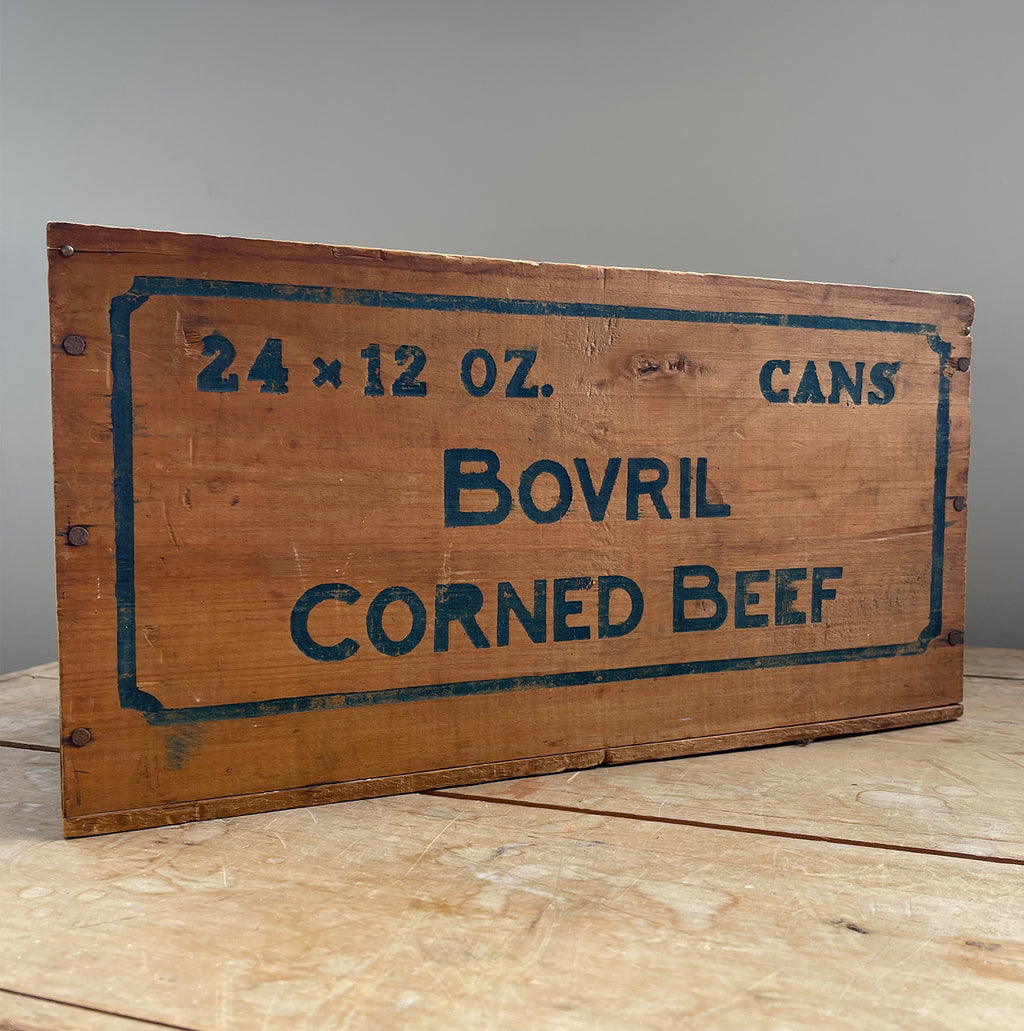 24 × 12 OZ. CANS
BOVRIL
CORNED BEEF